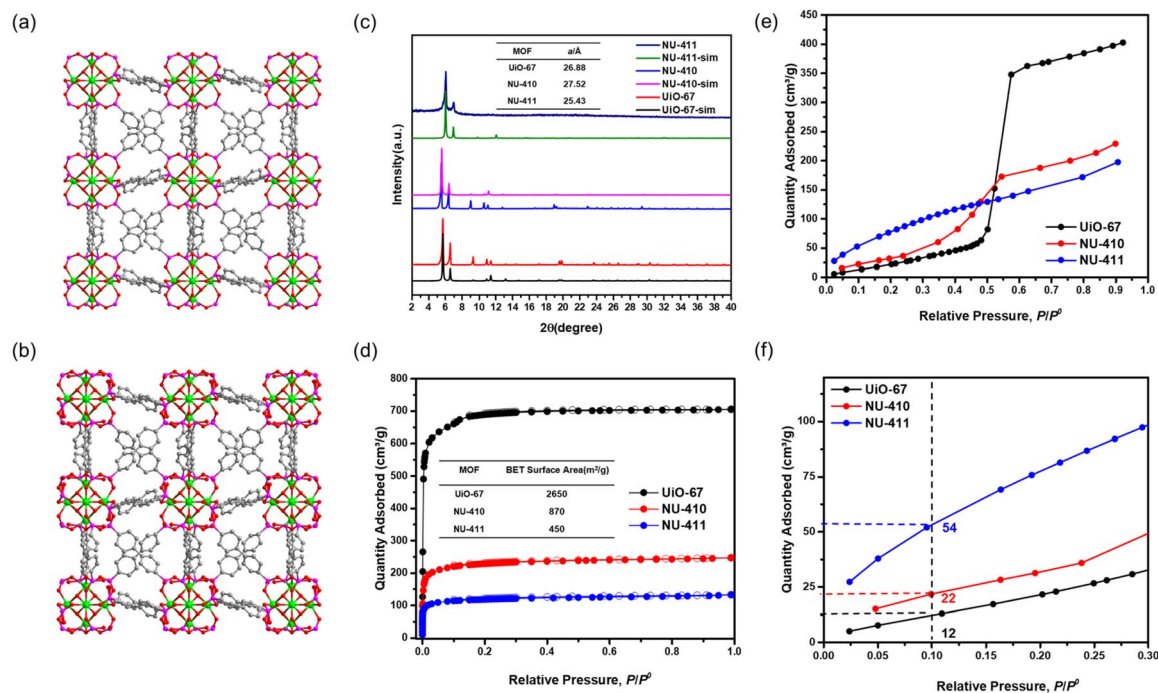 (a)
(b)
(c)
MOF a/Å
UiO-67 26.88
NU-410 27.52
NU-411 25.43
NU-411
NU-411-sim
NU-410
NU-410-sim
UiO-67
UiO-67-sim
Intensity(a.u.)
2 4 6 8 10 12 14 16 18 20 22 24 26 28 30 32 34 36 38 40
2θ(degree)
(d)
800
700
600
500
400
300
200
100
0
Quantity Adsorbed (cm³/g)
MOF BET Surface Area(m²/g)
UiO-67 2650
NU-410 870
NU-411 450
UiO-67
NU-410
NU-411
0.0 0.2 0.4 0.6 0.8 1.0
Relative Pressure, P/P⁰
(e)
450
400
350
300
250
200
150
100
50
0
Quantity Adsorbed (cm³/g)
UiO-67
NU-410
NU-411
0.0 0.1 0.2 0.3 0.4 0.5 0.6 0.7 0.8 0.9 1.0
Relative Pressure, P/P⁰
(f)
100
75
50
25
0
Quantity Adsorbed (cm³/g)
UiO-67
NU-410
NU-411
54
22
12
0.00 0.05 0.10 0.15 0.20 0.25 0.30
Relative Pressure, P/P⁰